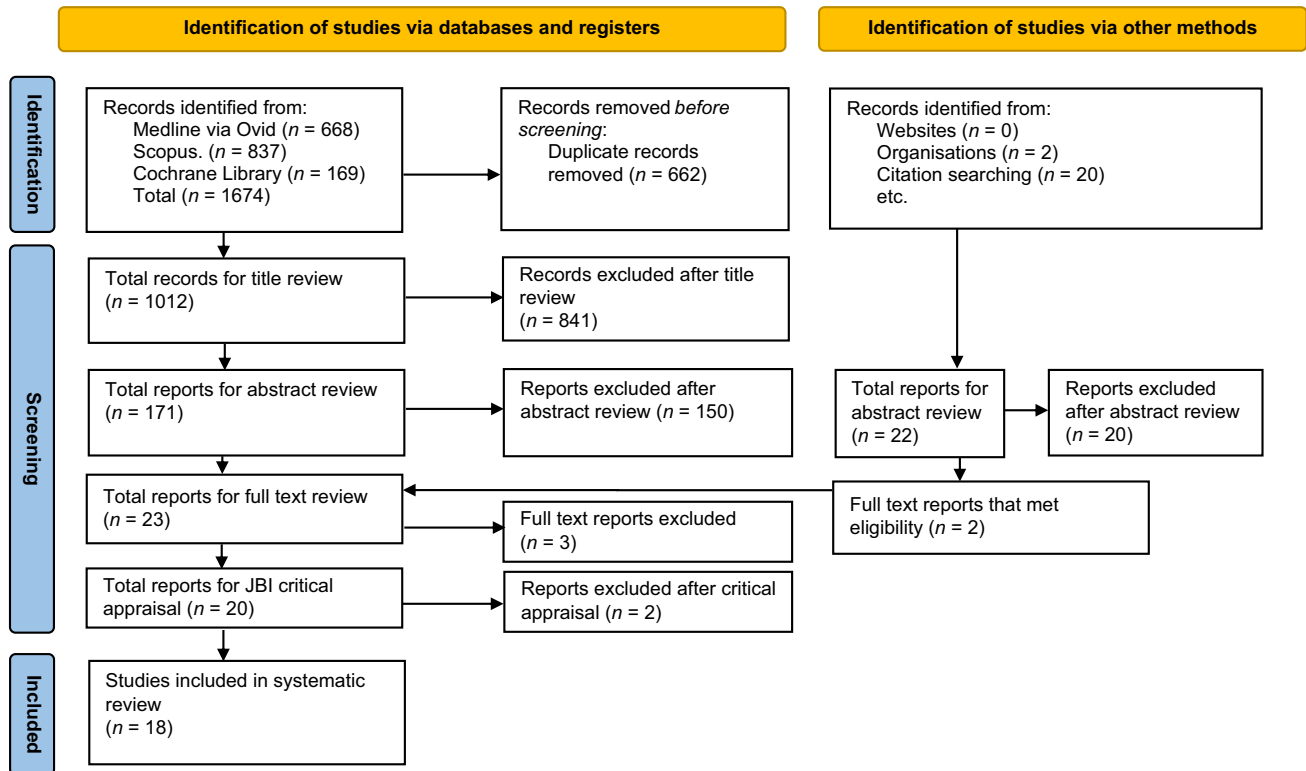 Identification of studies via databases and registers
Identification of studies via other methods
Identification
Records identified from:
Medline via Ovid (n = 668)
Scopus. (n = 837)
Cochrane Library (n = 169)
Total (n = 1674)
Records removed before
screening:
Duplicate records
removed (n = 662)
Records identified from:
Websites (n = 0)
Organisations (n = 2)
Citation searching (n = 20)
etc.
Screening
Total records for title review
(n = 1012)
Records excluded after title
review
(n = 841)
Total reports for abstract review
(n = 171)
Reports excluded after
abstract review (n = 150)
Total reports for
abstract review
(n = 22)
Reports excluded
after abstract review
(n = 20)
Total reports for full text review
(n = 23)
Full text reports excluded
(n = 3)
Full text reports that met
eligibility (n = 2)
Total reports for JBI critical
appraisal (n = 20)
Reports excluded after critical
appraisal (n = 2)
Included
Studies included in systematic
review
(n = 18)